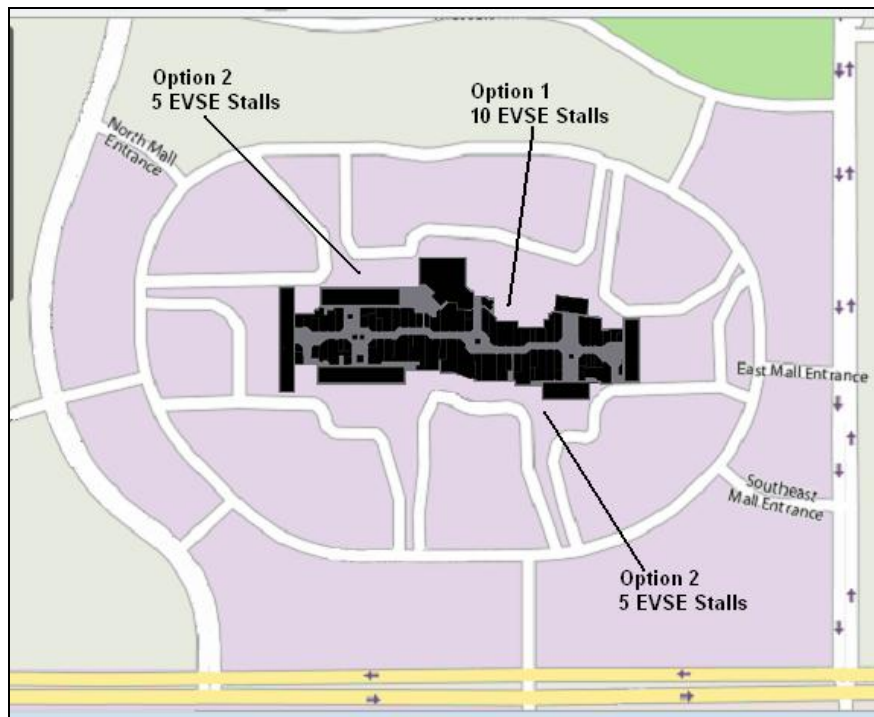 Option 2
5 EVSE Stalls
Option 1
10 EVSE Stalls
North Mall
Entrance
East Mall Entrance
Southeast
Mall Entrance
Option 2
5 EVSE Stalls